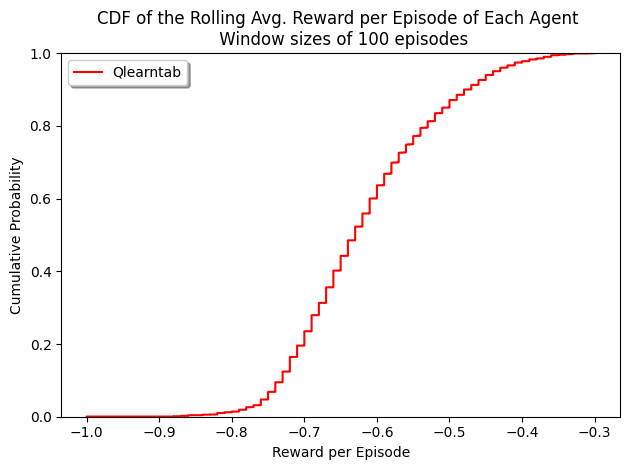 CDF of the Rolling Avg. Reward per Episode of Each Agent
Window sizes of 100 episodes
Qlearntab
Cumulative Probability
1.0
0.8
0.6
0.4
0.2
0.0
−1.0 −0.9 −0.8 −0.7 −0.6 −0.5 −0.4 −0.3
Reward per Episode